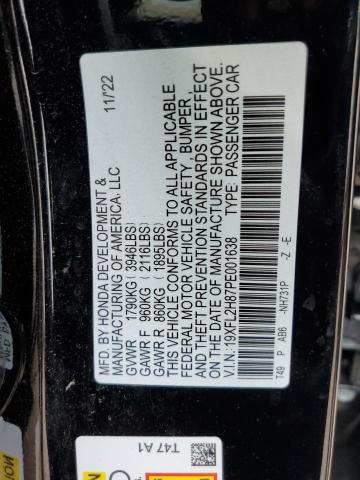 MFD. BY HONDA DEVELOPMENT & 11/'22
MANUFACTURING OF AMERICA, LLC
GVWR 1790KG (3946LBS)
GAWR F 960KG (2116LBS)
GAWR R 860KG (1895LBS)
THIS VEHICLE CONFORMS TO ALL APPLICABLE
FEDERAL MOTOR VEHICLE SAFETY, BUMPER,
AND THEFT PREVENTION STANDARDS IN EFFECT
ON THE DATE OF MANUFACTURE SHOWN ABOVE.
V.I.N.: 19XFL2H87PE001638 TYPE: PASSENGER CAR
T49 P AB6 -NH731P -Z -E
T47 A1